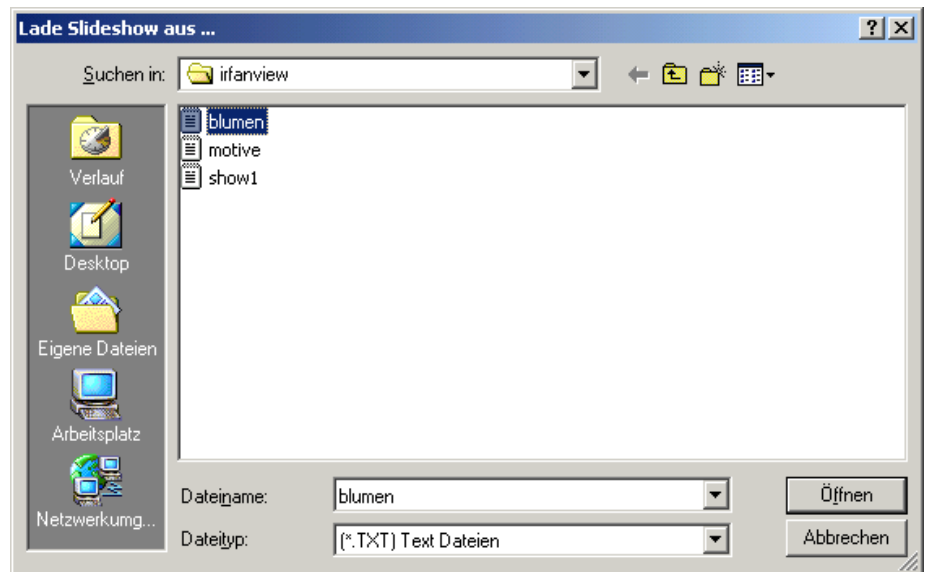 Lade Slideshow aus ...
Suchen in: irfanview
blumen
motive
show1
Verlauf
Desktop
Eigene Dateien
Arbeitsplatz
Netzwerkumg...
Dateiname: blumen Öffnen
Dateityp: (*.TXT) Text Dateien Abbrechen